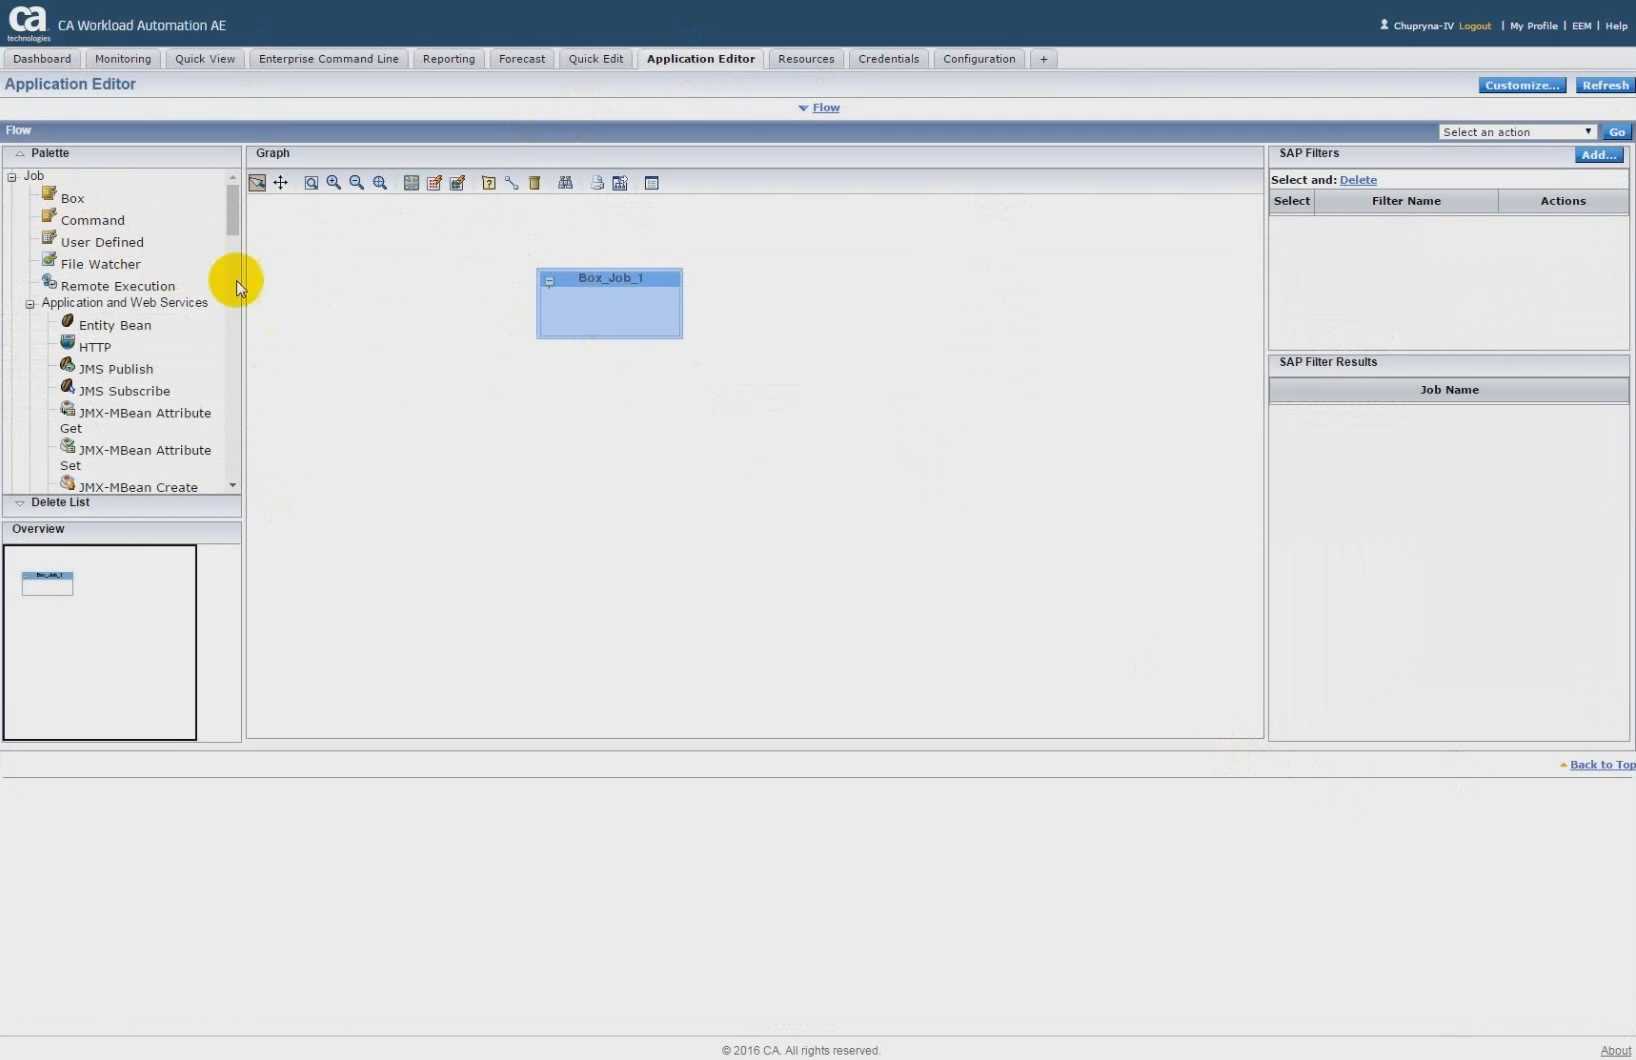 ca
technologies
CA Workload Automation AE
Chupryna-IV Logout | My Profile | EEM | Help
Dashboard Monitoring Quick View Enterprise Command Line Reporting Forecast Quick Edit Application Editor Resources Credentials Configuration +
Application Editor
Customize... Refresh
Flow
Flow
Select an action Go
Palette
Graph
SAP Filters
Add...
Job
Box
Command
User Defined
File Watcher
Remote Execution
Application and Web Services
Entity Bean
HTTP
JMS Publish
JMS Subscribe
JMX-MBean Attribute
Get
JMX-MBean Attribute
Set
JMX-MBean Create
Delete List
Overview
Box_Job_1
Box_Job_1
Select and: Delete
Select Filter Name Actions
SAP Filter Results
Job Name
Back to Top
© 2016 CA. All rights reserved.
About